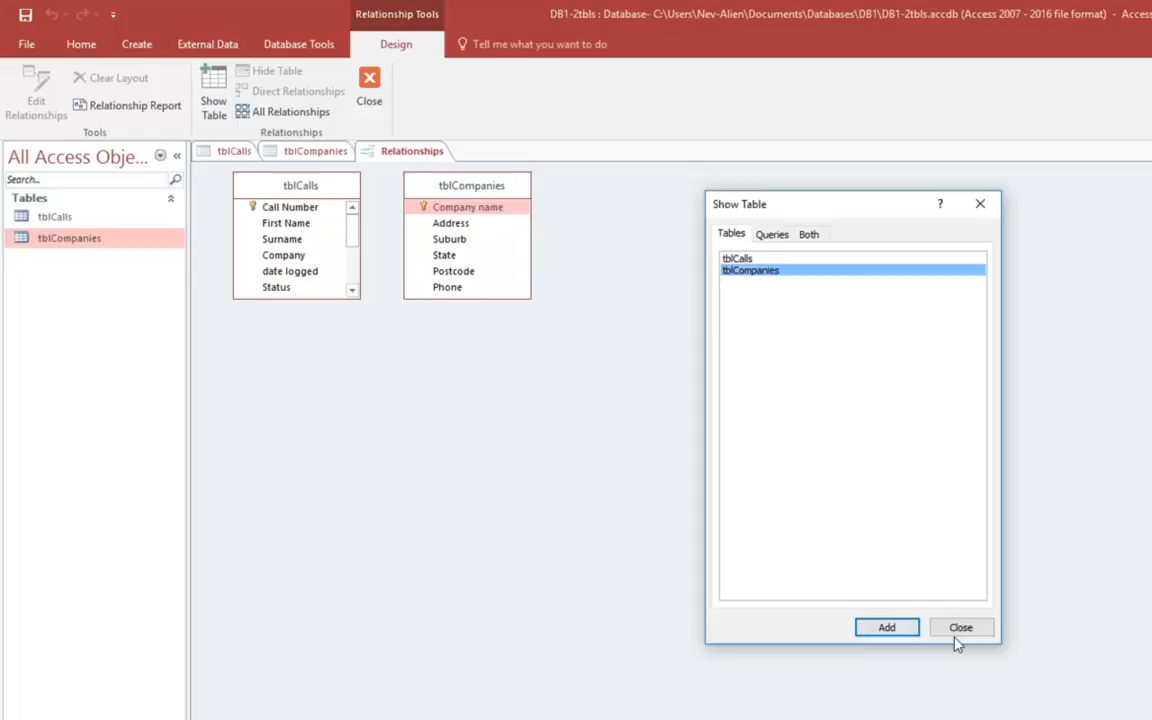 Relationship Tools
DB1-2tbls : Database- C:\Users\Nev-Alien\Documents\Databases\DB1\DB1-2tbls.accdb (Access 2007 - 2016 file format) - Access
File
Home
Create
External Data
Database Tools
Design
Tell me what you want to do
Edit
Relationships
Clear Layout
Relationship Report
Tools
Show
Table
Hide Table
Direct Relationships
All Relationships
Relationships
Close
All Access Obje...
Search...
Tables
tblCalls
tblCompanies
tblCalls
tblCompanies
Relationships
tblCalls
Call Number
First Name
Surname
Company
date logged
Status
tblCompanies
Company name
Address
Suburb
State
Postcode
Phone
Show Table
?
Tables
Queries
Both
tblCalls
tblCompanies
Add
Close